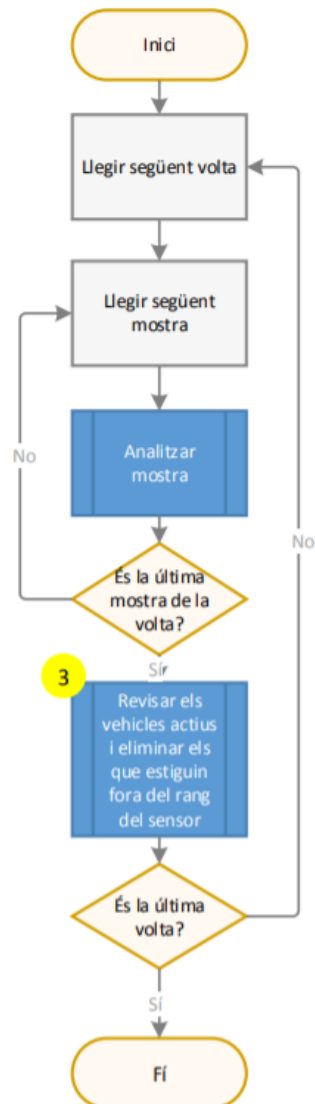 Inici
Llegir següent volta
Llegir següent
mostra
Analitzar
mostra
No
No
És la última
mostra de la
volta?
Sí
3
Revisar els
vehicles actius
i eliminar els
que estiguin
fora del rang
del sensor
És la última
volta?
Sí
Fí